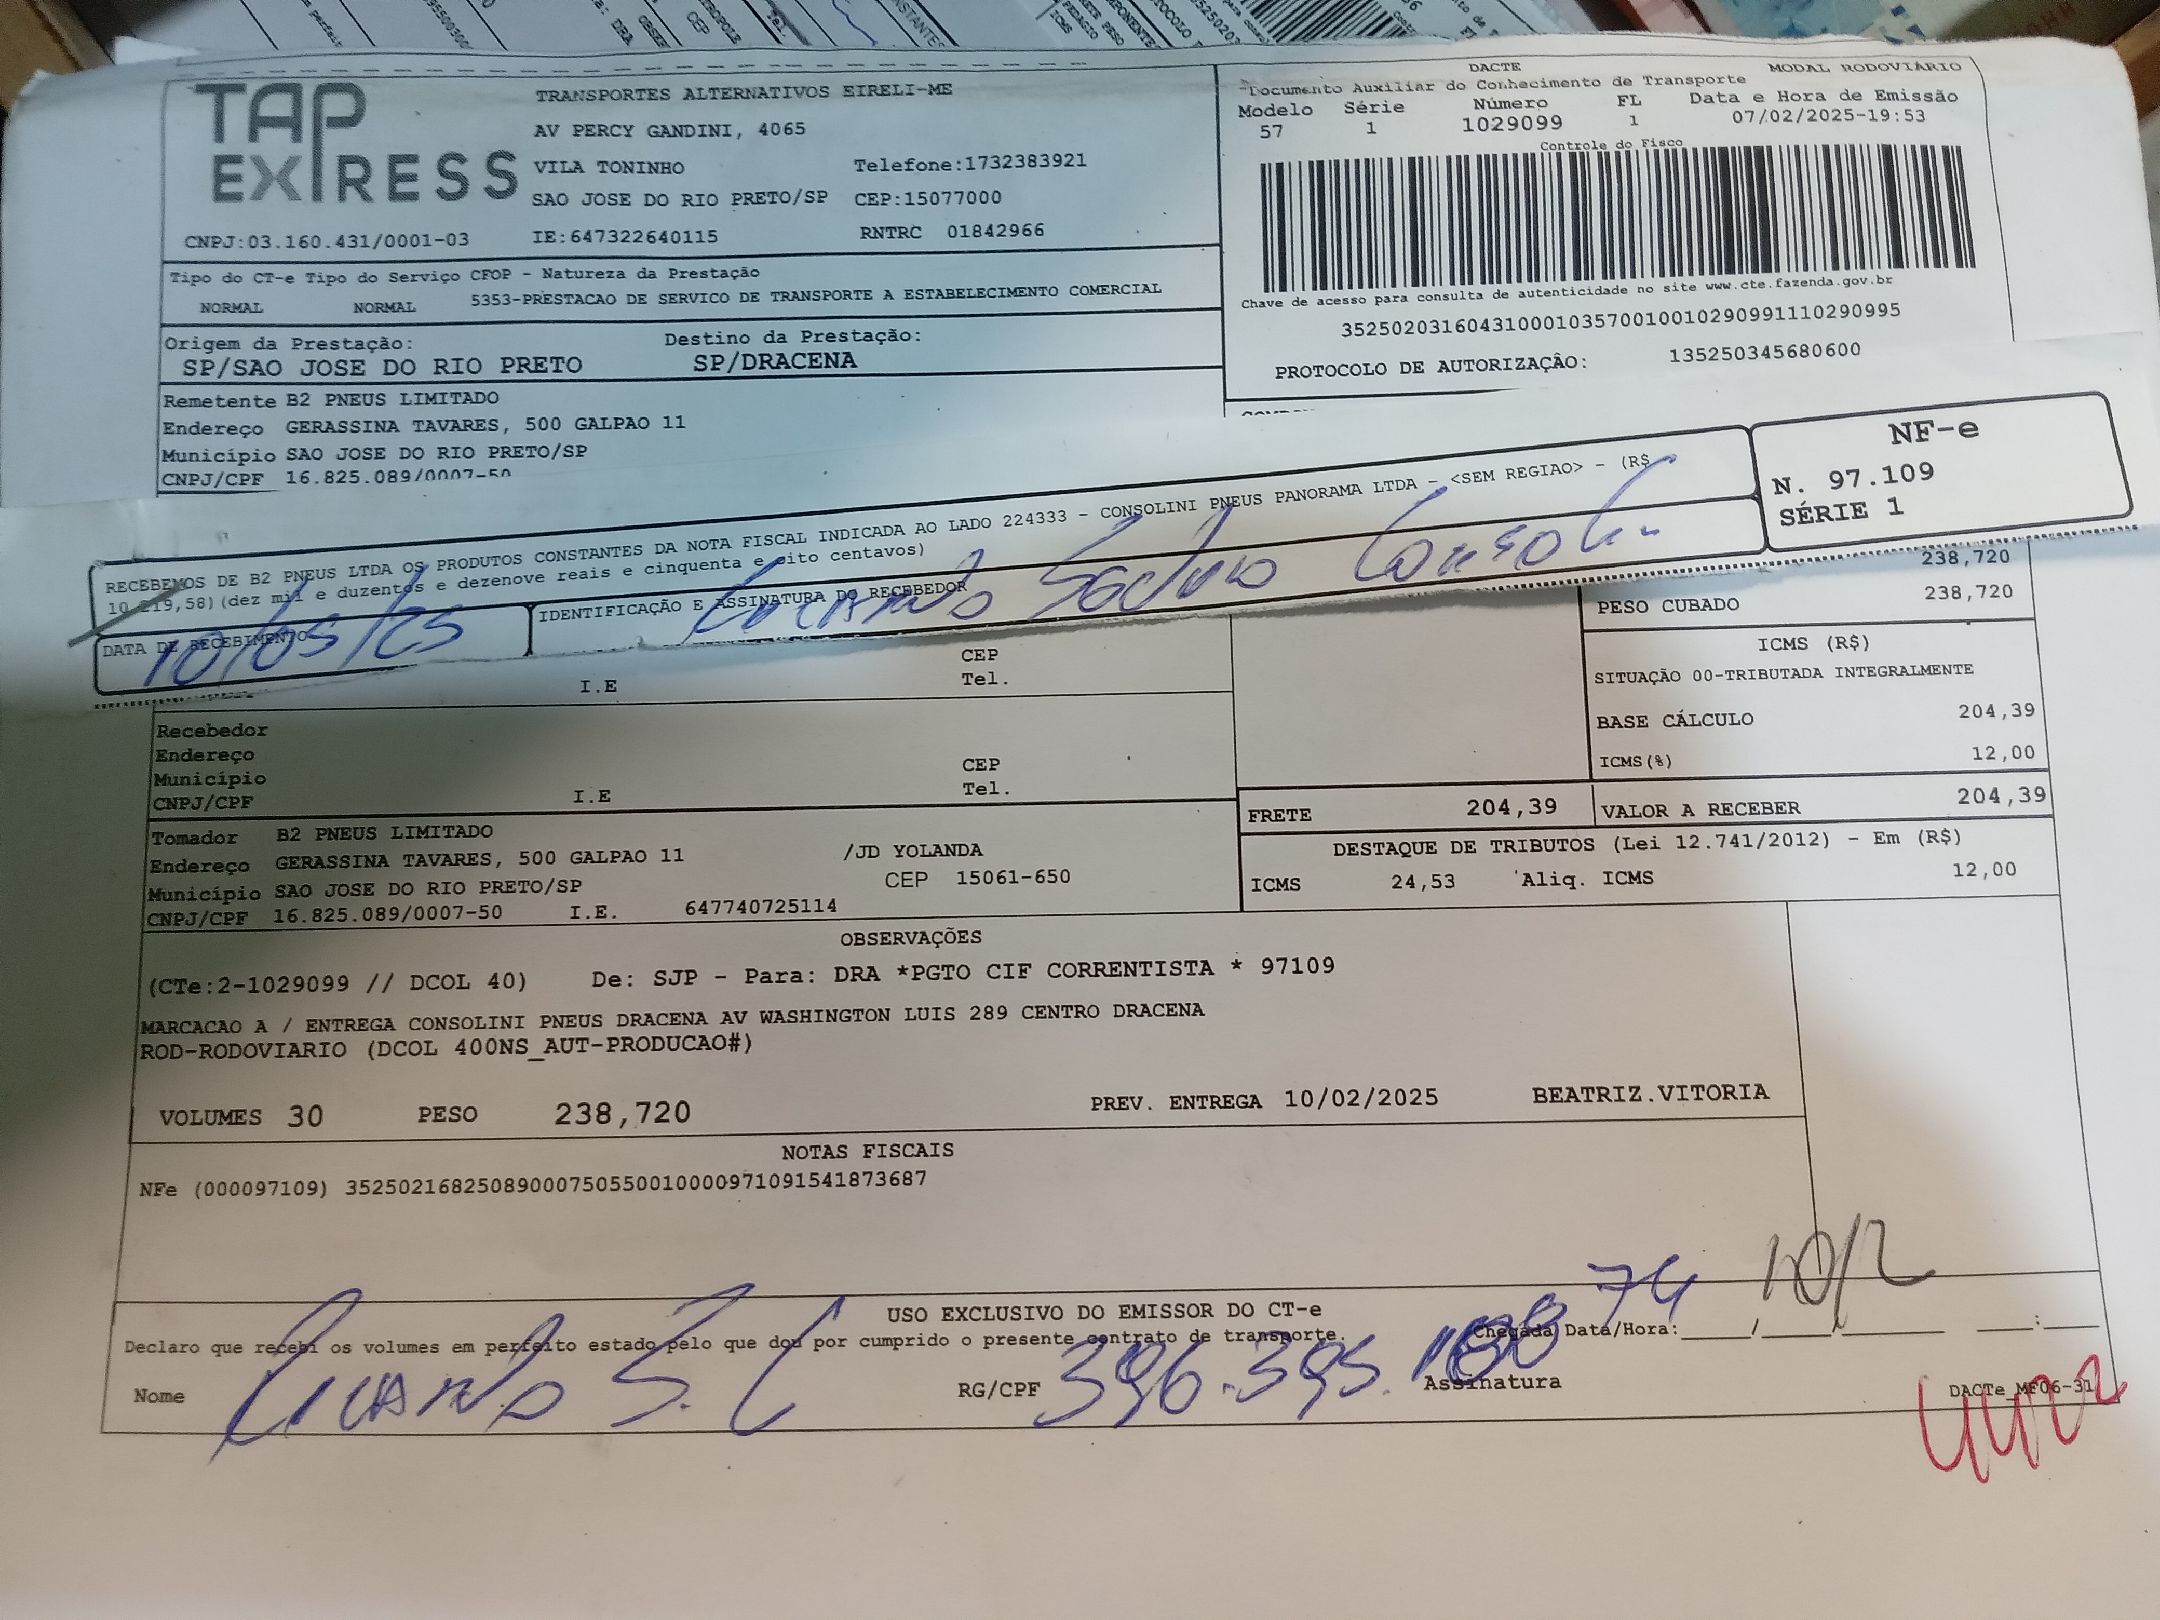 TAP EXPRESS
TRANSPORTES ALTERNATIVOS EIRELI-ME
AV PERCY GANDINI, 4065
VILA TONINHO Telefone:1732383921
SAO JOSE DO RIO PRETO/SP CEP:15077000
CNPJ:03.160.431/0001-03 IE:647322640115 RNTRC 01842966
DACTE MODAL RODOVIÁRIO
Documento Auxiliar do Conhecimento de Transporte
Modelo Série Número FL Data e Hora de Emissão
57 1 1029099 1 07/02/2025-19:53
Controle do Fisco
Chave de acesso para consulta de autenticidade no site www.cte.fazenda.gov.br
35250203160431000103570010010290991110290995
PROTOCOLO DE AUTORIZAÇÃO: 135250345680600
Tipo do CT-e Tipo do Serviço CFOP - Natureza da Prestação
NORMAL NORMAL 5353-PRESTACAO DE SERVICO DE TRANSPORTE A ESTABELECIMENTO COMERCIAL
Origem da Prestação: Destino da Prestação:
SP/SAO JOSE DO RIO PRETO SP/DRACENA
Remetente B2 PNEUS LIMITADO
Endereço GERASSINA TAVARES, 500 GALPAO 11
Município SAO JOSE DO RIO PRETO/SP
CNPJ/CPF 16.825.089/0007-50
RECEBEMOS DE B2 PNEUS LTDA OS PRODUTOS CONSTANTES DA NOTA FISCAL INDICADA AO LADO 224333 - CONSOLINI PNEUS PANORAMA LTDA - <SEM REGIAO> - (R$
10.219,58)(dez mil e duzentos e dezenove reais e cinquenta e oito centavos)
DATA DE RECEBIMENTO IDENTIFICAÇÃO E ASSINATURA DO RECEBEDOR
NF-e
N. 97.109
SÉRIE 1
238,720
PESO CUBADO 238,720
ICMS (R$)
SITUAÇÃO 00-TRIBUTADA INTEGRALMENTE
BASE CÁLCULO 204,39
ICMS(%) 12,00
CEP
I.E Tel.
Recebedor
Endereço
Município CEP
CNPJ/CPF I.E Tel.
FRETE 204,39 VALOR A RECEBER 204,39
DESTAQUE DE TRIBUTOS (Lei 12.741/2012) - Em (R$)
ICMS 24,53 Aliq. ICMS 12,00
Tomador B2 PNEUS LIMITADO
Endereço GERASSINA TAVARES, 500 GALPAO 11 /JD YOLANDA
Município SAO JOSE DO RIO PRETO/SP CEP 15061-650
CNPJ/CPF 16.825.089/0007-50 I.E. 647740725114
OBSERVAÇÕES
(CTe:2-1029099 // DCOL 40) De: SJP - Para: DRA *PGTO CIF CORRENTISTA * 97109
MARCACAO A / ENTREGA CONSOLINI PNEUS DRACENA AV WASHINGTON LUIS 289 CENTRO DRACENA
ROD-RODOVIARIO (DCOL 400NS_AUT-PRODUCAO#)
VOLUMES 30 PESO 238,720 PREV. ENTREGA 10/02/2025 BEATRIZ.VITORIA
NOTAS FISCAIS
NFe (000097109) 35250216825089000750550010000971091541873687
10/2
USO EXCLUSIVO DO EMISSOR DO CT-e
Declaro que recebi os volumes em perfeito estado pelo que dou por cumprido o presente contrato de transporte. Chegada Data/Hora:
Nome RG/CPF Assinatura
DACTe_MF06-31